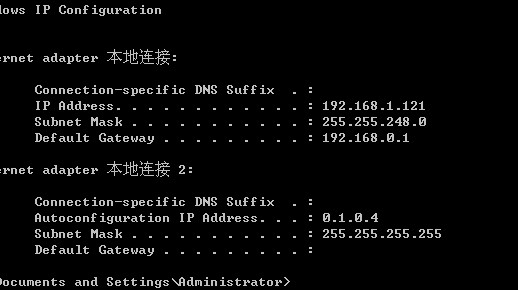 dows IP Configuration
ernet adapter 本地连接:
Connection-specific DNS Suffix . :
IP Address. . . . . . . . . . . . : 192.168.1.121
Subnet Mask . . . . . . . . . . . : 255.255.248.0
Default Gateway . . . . . . . . . : 192.168.0.1
ernet adapter 本地连接 2:
Connection-specific DNS Suffix . :
Autoconfiguration IP Address. . . : 0.1.0.4
Subnet Mask . . . . . . . . . . . : 255.255.255.255
Default Gateway . . . . . . . . . :
Documents and Settings\Administrator>